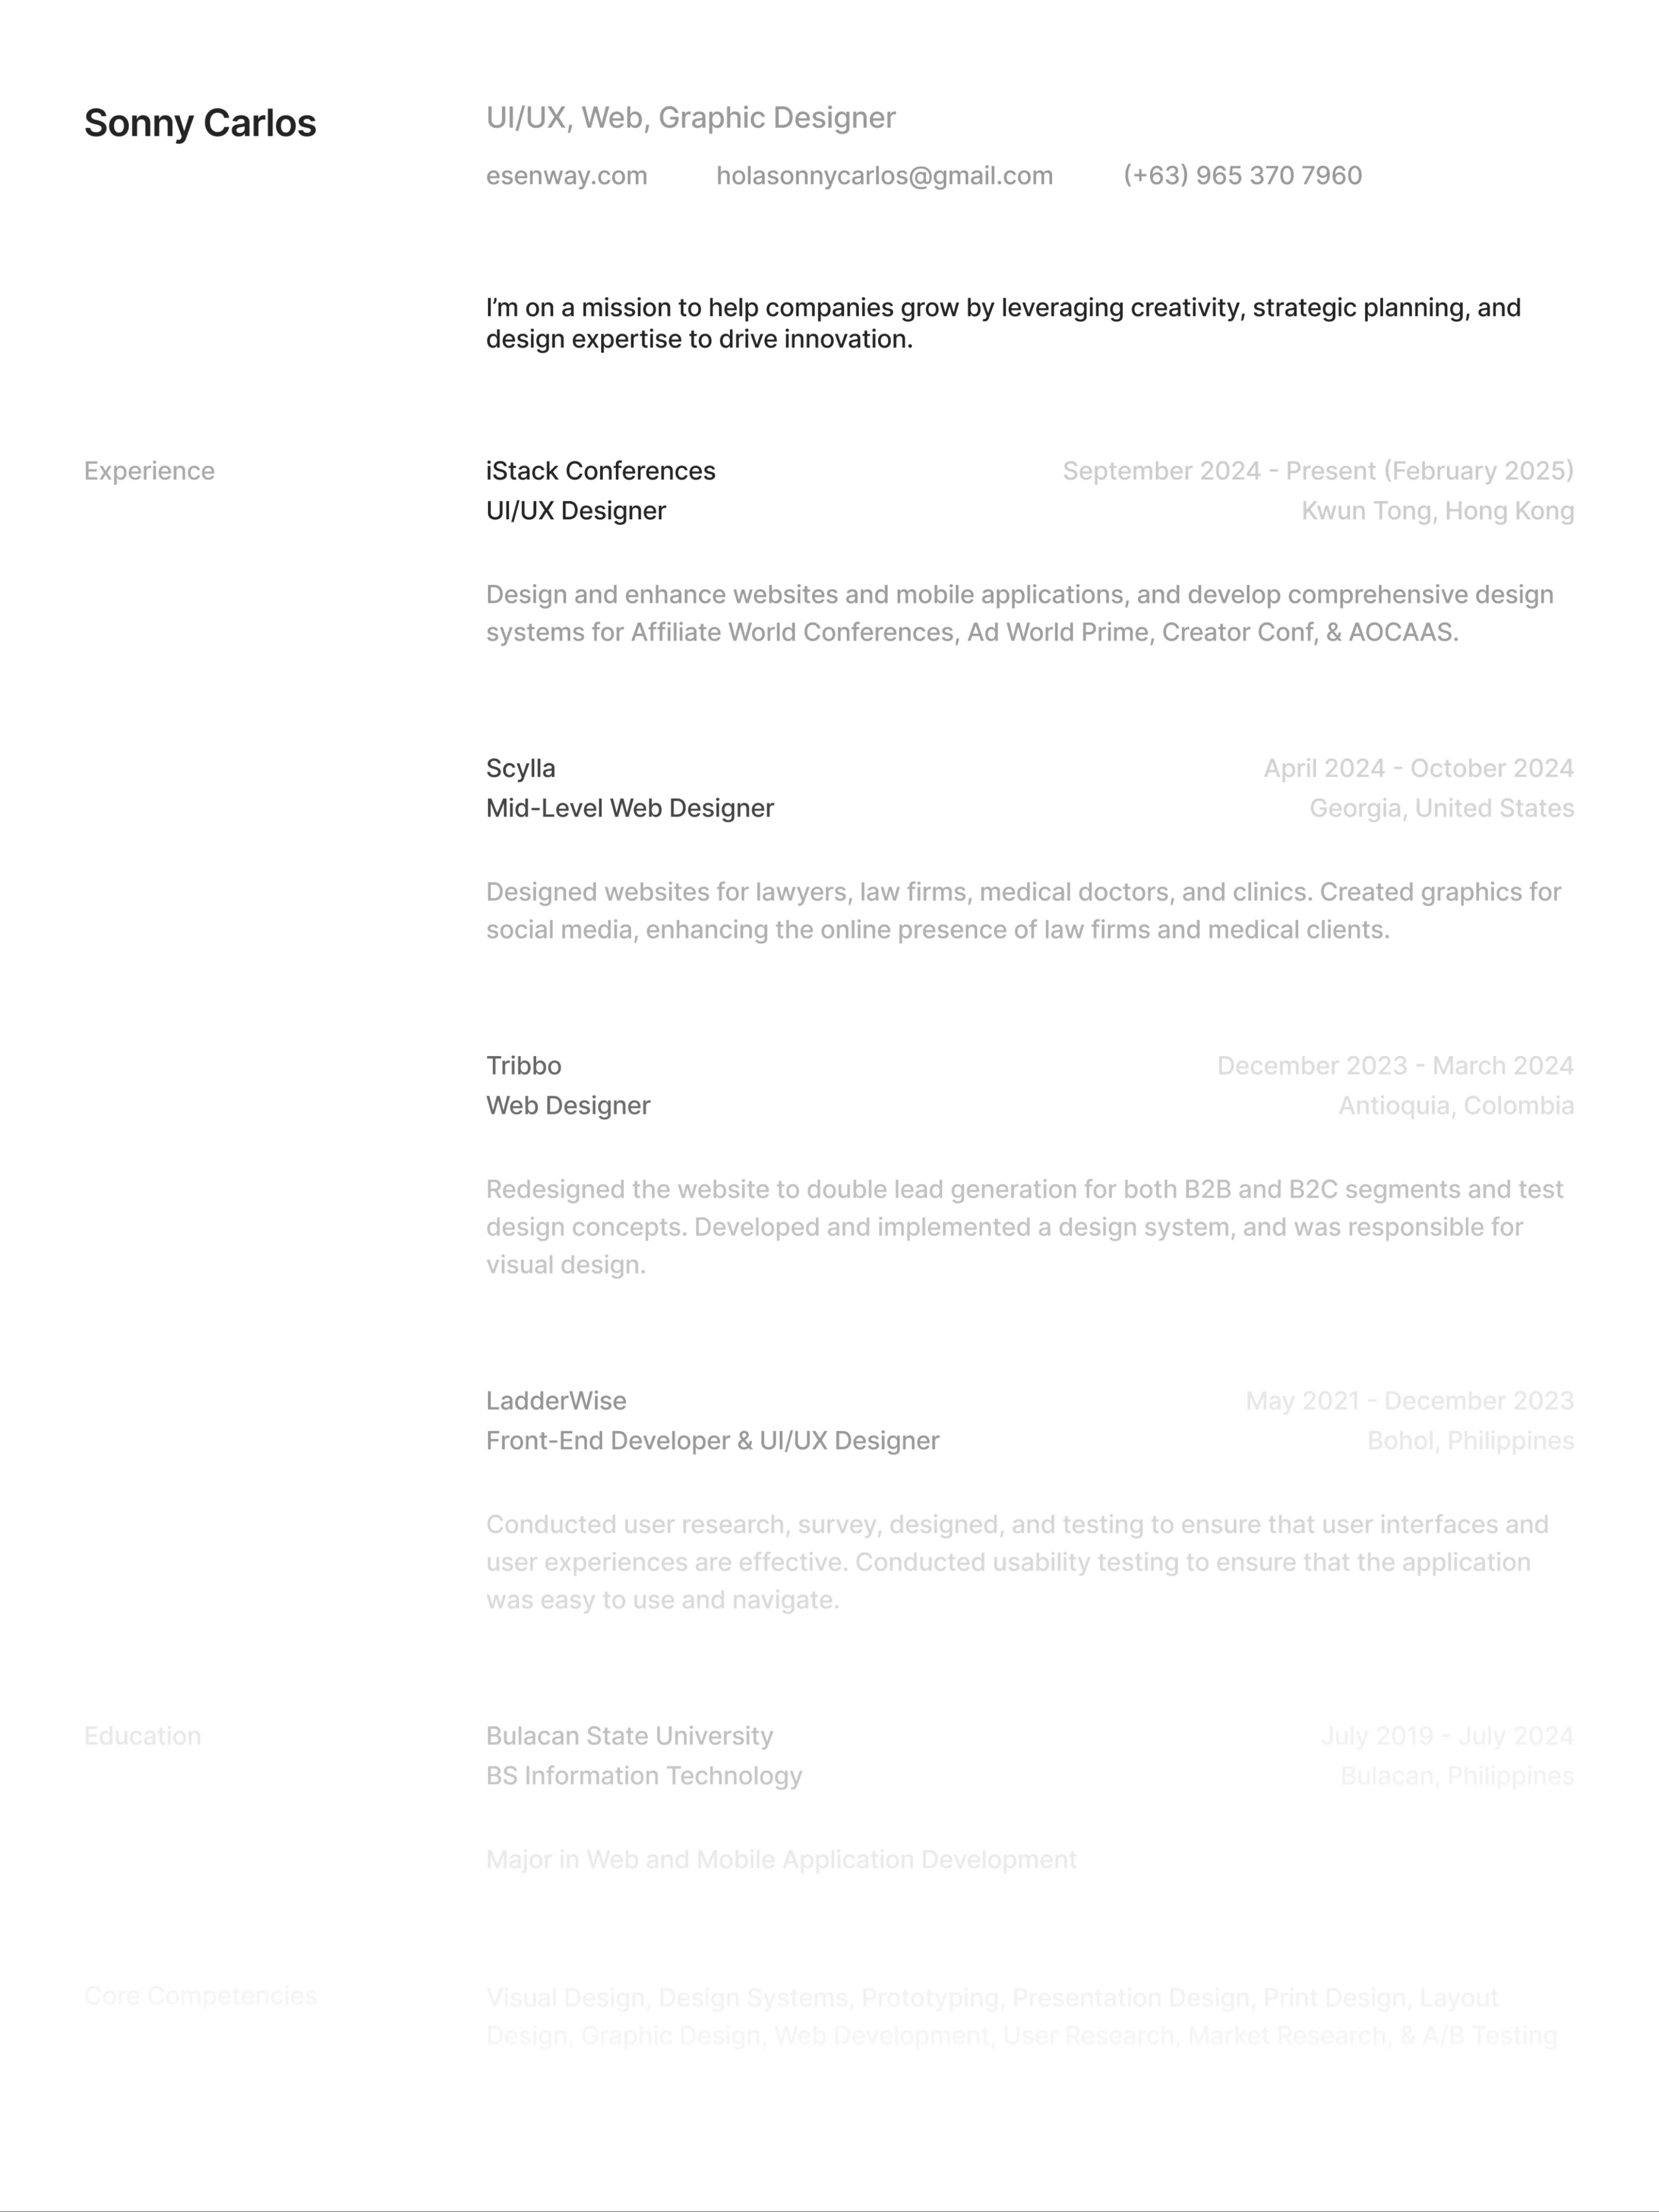 Sonny Carlos
UI/UX, Web, Graphic Designer
esenway.com holasonnycarlos@gmail.com (+63) 965 370 7960
I’m on a mission to help companies grow by leveraging creativity, strategic planning, and
design expertise to drive innovation.
Experience
iStack Conferences September 2024 - Present (February 2025)
UI/UX Designer Kwun Tong, Hong Kong
Design and enhance websites and mobile applications, and develop comprehensive design
systems for Affiliate World Conferences, Ad World Prime, Creator Conf, & AOCAAS.
Scylla April 2024 - October 2024
Mid-Level Web Designer Georgia, United States
Designed websites for lawyers, law firms, medical doctors, and clinics. Created graphics for
social media, enhancing the online presence of law firms and medical clients.
Tribbo December 2023 - March 2024
Web Designer Antioquia, Colombia
Redesigned the website to double lead generation for both B2B and B2C segments and test
design concepts. Developed and implemented a design system, and was responsible for
visual design.
LadderWise May 2021 - December 2023
Front-End Developer & UI/UX Designer Bohol, Philippines
Conducted user research, survey, designed, and testing to ensure that user interfaces and
user experiences are effective. Conducted usability testing to ensure that the application
was easy to use and navigate.
Education
Bulacan State University July 2019 - July 2024
BS Information Technology Bulacan, Philippines
Major in Web and Mobile Application Development
Core Competencies
Visual Design, Design Systems, Prototyping, Presentation Design, Print Design, Layout
Design, Graphic Design, Web Development, User Research, Market Research, & A/B Testing